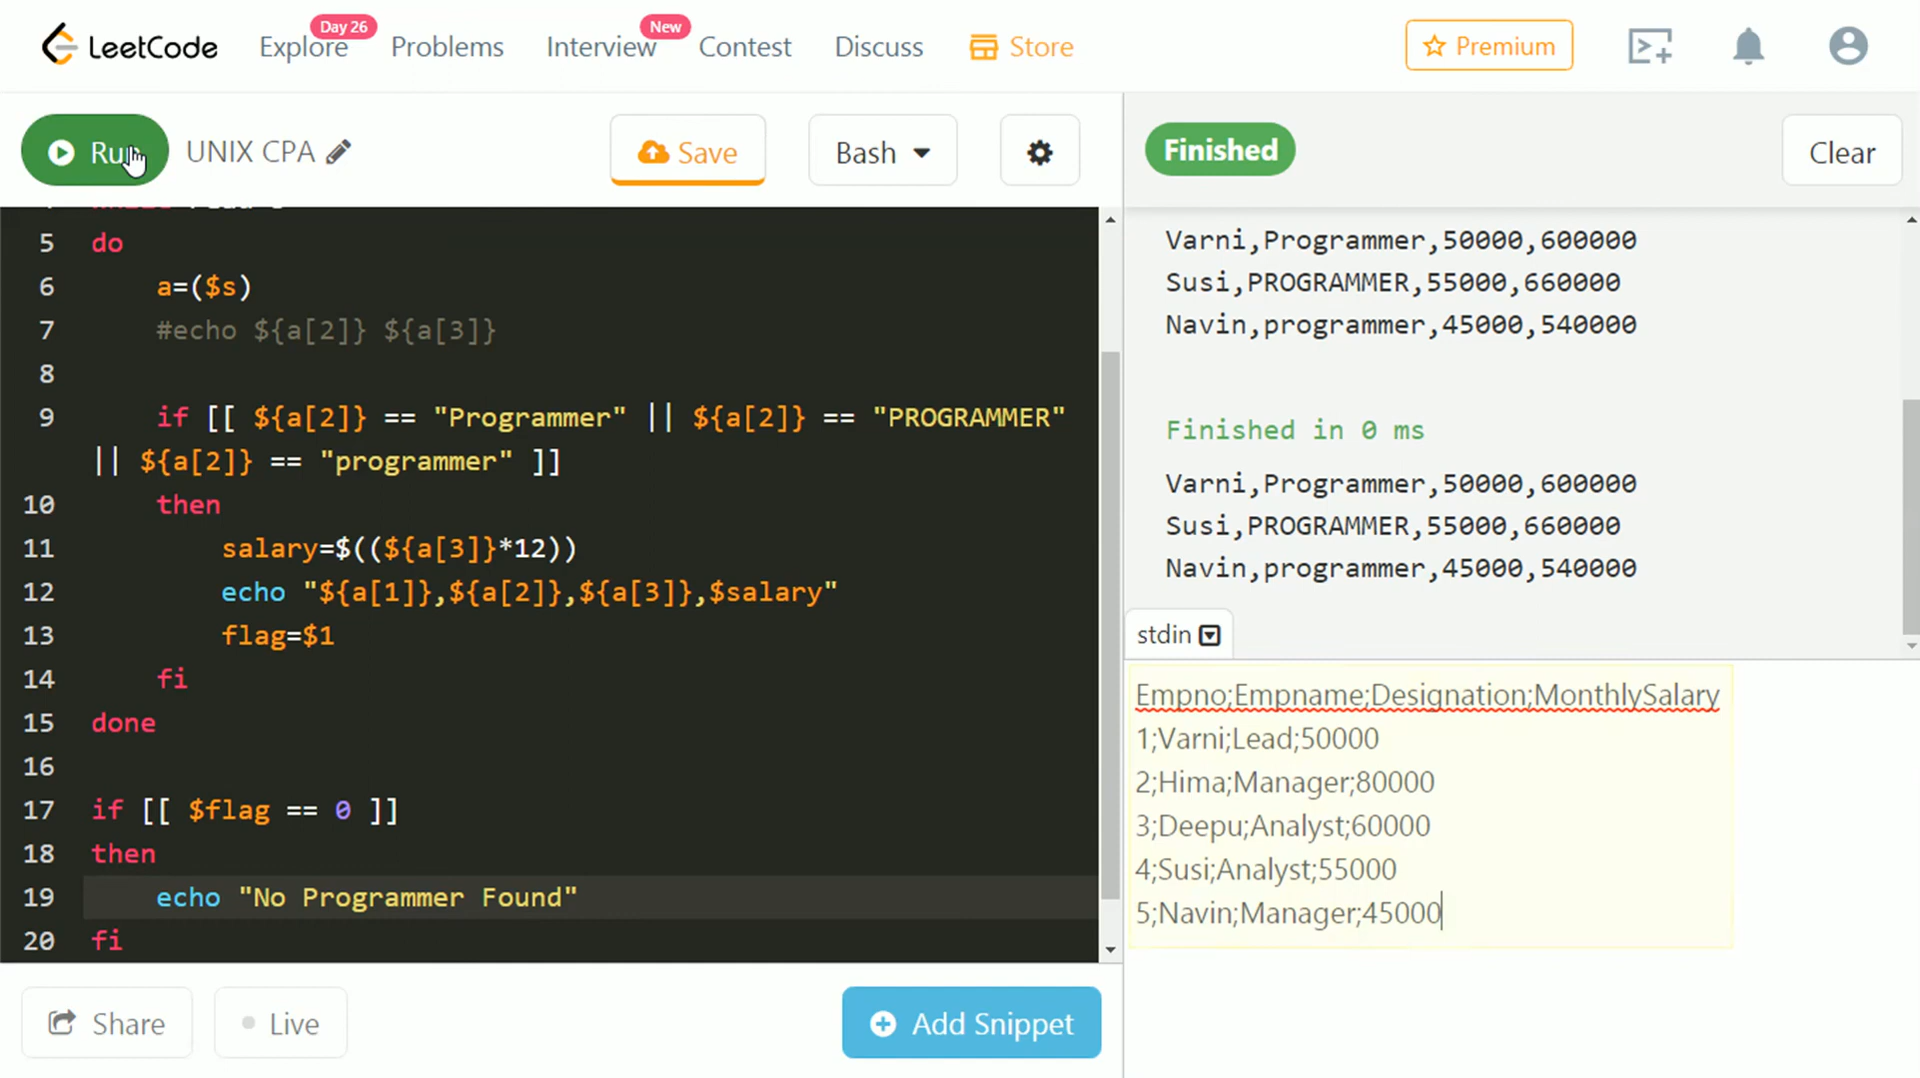 LeetCode
Explore
Day 26
Problems
Interview
New
Contest
Discuss
Store
Premium
Run
UNIX CPA
Save
Bash
Finished
Clear
5 do
6 a=($s)
7 #echo ${a[2]} ${a[3]}
8
9 if [[ ${a[2]} == "Programmer" || ${a[2]} == "PROGRAMMER"
|| ${a[2]} == "programmer" ]]
10 then
11 salary=$((${a[3]}*12))
12 echo "${a[1]},${a[2]},${a[3]},$salary"
13 flag=$1
14 fi
15 done
16
17 if [[ $flag == 0 ]]
18 then
19 echo "No Programmer Found"
20 fi
Varni,Programmer,50000,600000
Susi,PROGRAMMER,55000,660000
Navin,programmer,45000,540000
Finished in 0 ms
Varni,Programmer,50000,600000
Susi,PROGRAMMER,55000,660000
Navin,programmer,45000,540000
stdin
Empno;Empname;Designation;MonthlySalary
1;Varni;Lead;50000
2;Hima;Manager;80000
3;Deepu;Analyst;60000
4;Susi;Analyst;55000
5;Navin;Manager;45000
Share
Live
Add Snippet